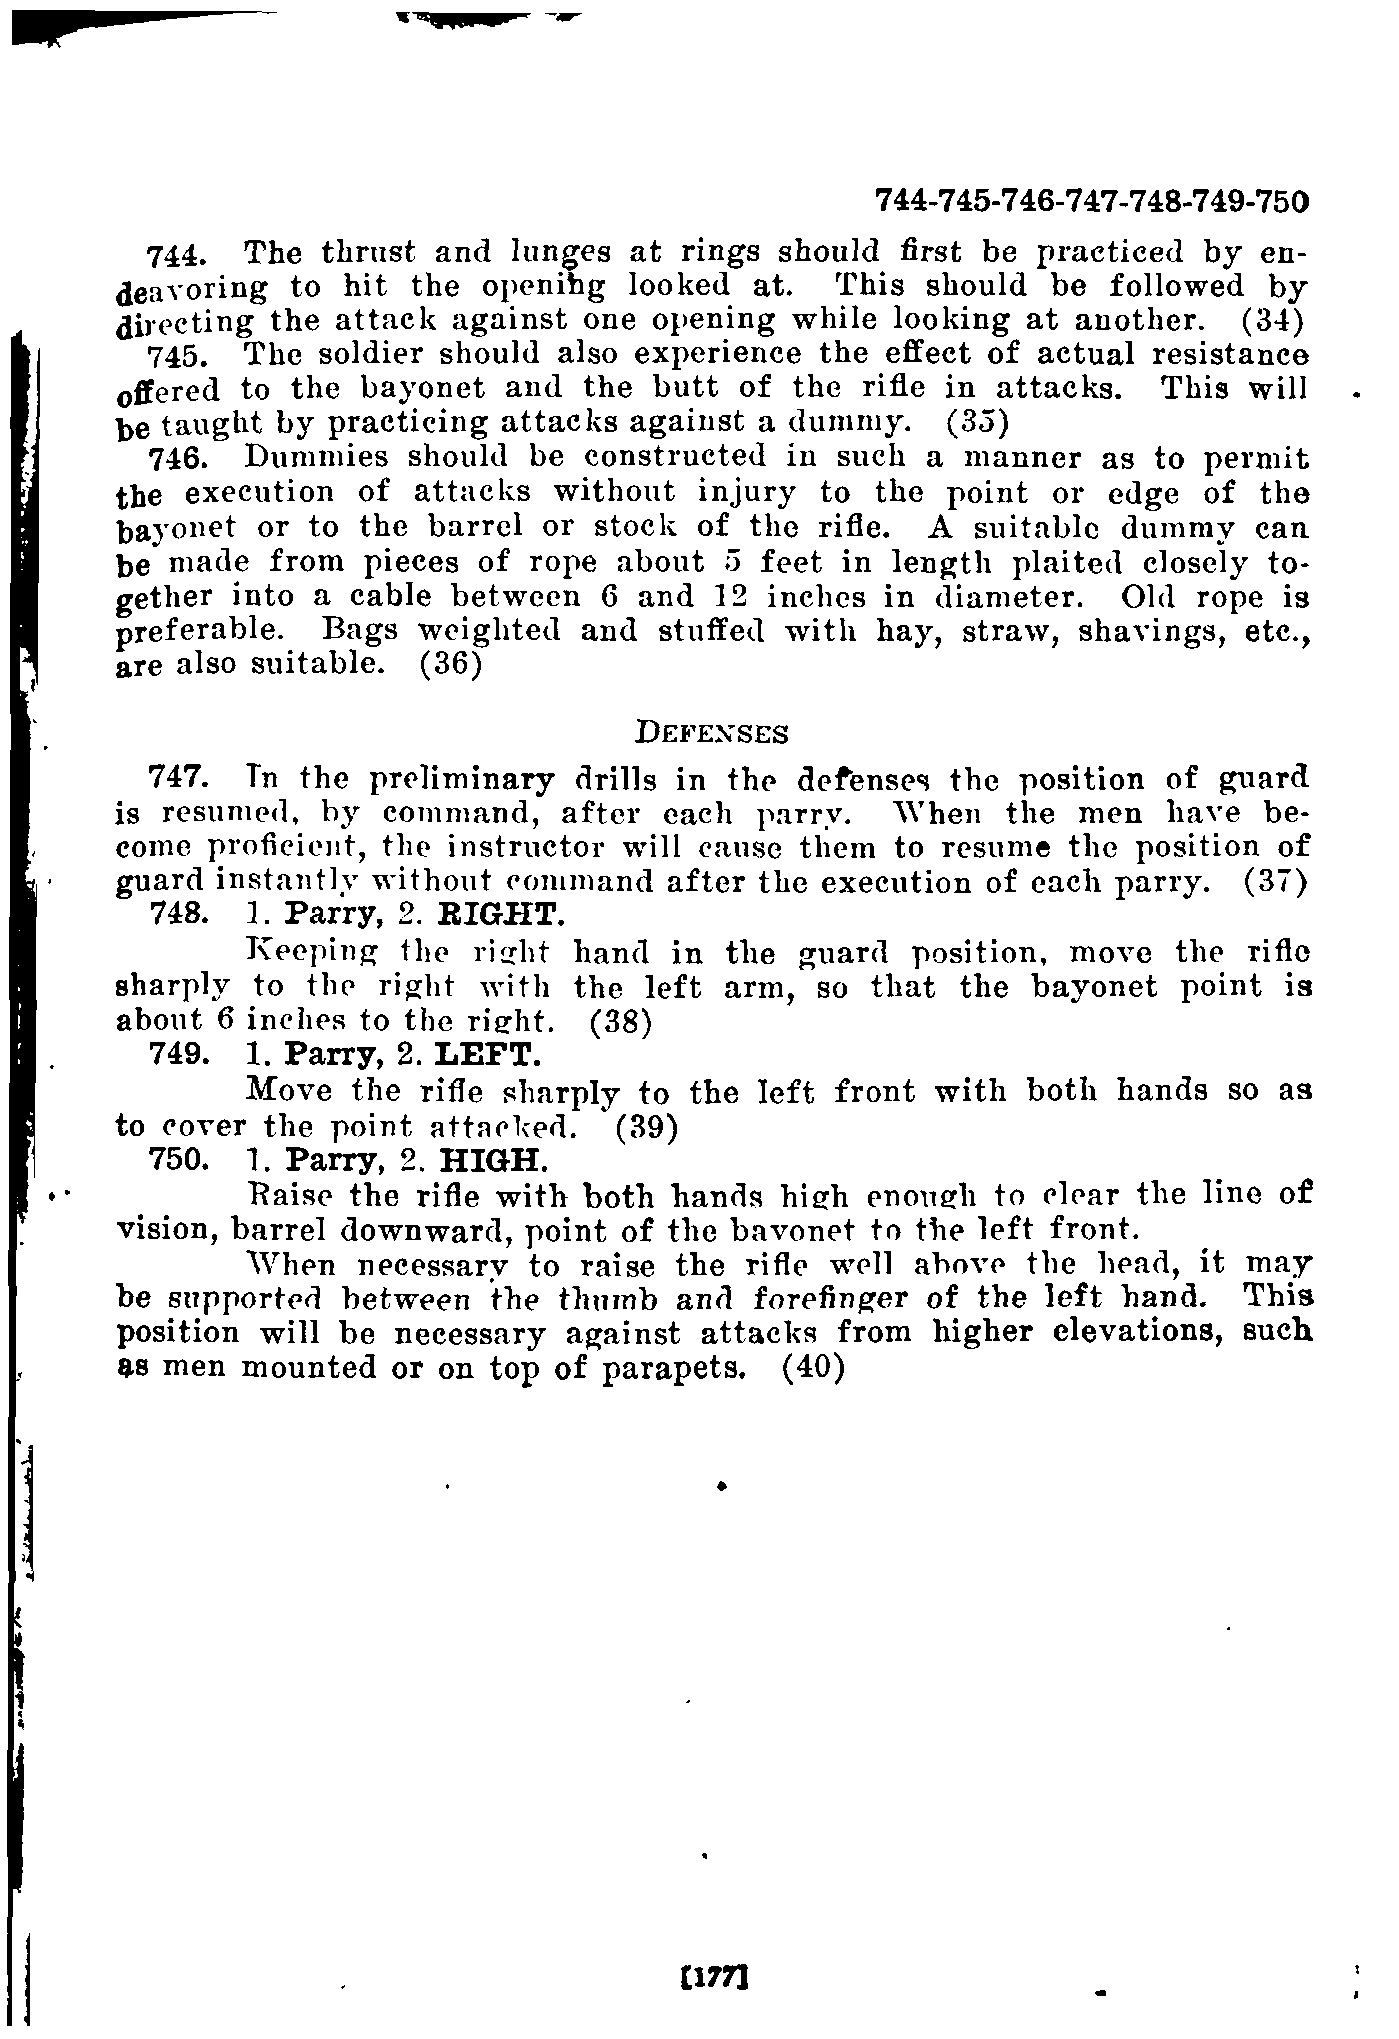 744-745-746-747-748-749-750
744. The thrust and lunges at rings should first be practiced by en-
deavoring to hit the opening looked at. This should be followed by
directing the attack against one opening while looking at another. (34)
745. The soldier should also experience the effect of actual resistance
offered to the bayonet and the butt of the rifle in attacks. This will
be taught by practicing attacks against a dummy. (35)
746. Dummies should be constructed in such a manner as to permit
the execution of attacks without injury to the point or edge of the
bayonet or to the barrel or stock of the rifle. A suitable dummy can
be made from pieces of rope about 5 feet in length plaited closely to-
gether into a cable between 6 and 12 inches in diameter. Old rope is
preferable. Bags weighted and stuffed with hay, straw, shavings, etc.,
are also suitable. (36)
DEFENSES
747. In the preliminary drills in the defenses the position of guard
is resumed, by command, after each parry. When the men have be-
come proficient, the instructor will cause them to resume the position of
guard instantly without command after the execution of each parry. (37)
748. 1. Parry, 2. RIGHT.
Keeping the right hand in the guard position, move the rifle
sharply to the right with the left arm, so that the bayonet point is
about 6 inches to the right. (38)
749. 1. Parry, 2. LEFT.
Move the rifle sharply to the left front with both hands so as
to cover the point attacked. (39)
750. 1. Parry, 2. HIGH.
Raise the rifle with both hands high enough to clear the line of
vision, barrel downward, point of the bayonet to the left front.
When necessary to raise the rifle well above the head, it may
be supported between the thumb and forefinger of the left hand. This
position will be necessary against attacks from higher elevations, such
as men mounted or on top of parapets. (40)
[177]